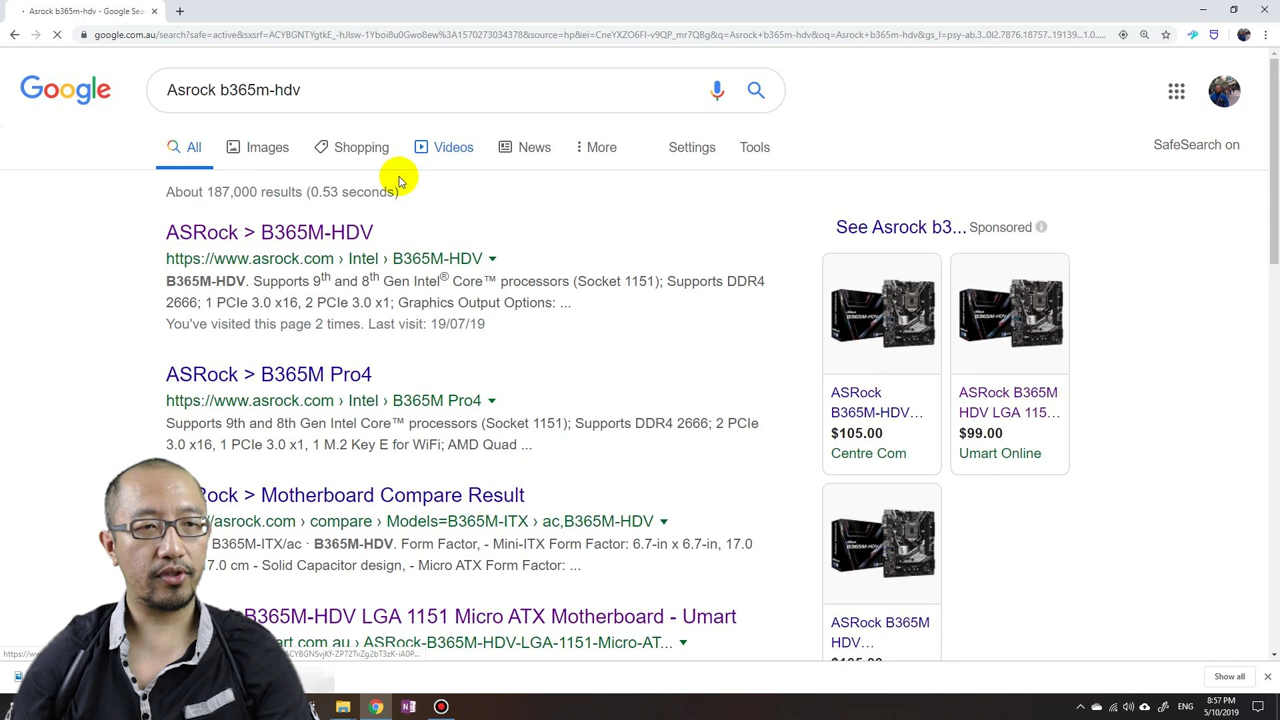 Asrock b365m-hdv - Google Sea
google.com.au/search?safe=active&sxsrf=ACYBGNTYgtkE_-hJIsw-1Yboi8u0Gwo8ew%3A1570273034378&source=hp&ei=CneYXZO6FI-v9QP_mr7QBg&q=Asrock+b365m-hdv&oq=Asrock+b365m-hdv&gs_l=psy-ab.3..0l2.7876.18757..19139...1.0....
Google
Asrock b365m-hdv
All Images Shopping Videos News More Settings Tools
SafeSearch on
About 187,000 results (0.53 seconds)
ASRock > B365M-HDV
https://www.asrock.com › Intel › B365M-HDV
B365M-HDV. Supports 9th and 8th Gen Intel® Core™ processors (Socket 1151); Supports DDR4
2666; 1 PCIe 3.0 x16, 2 PCIe 3.0 x1; Graphics Output Options: ...
You've visited this page 2 times. Last visit: 19/07/19
ASRock > B365M Pro4
https://www.asrock.com › Intel › B365M Pro4
Supports 9th and 8th Gen Intel Core™ processors (Socket 1151); Supports DDR4 2666; 2 PCIe
3.0 x16, 1 PCIe 3.0 x1, 1 M.2 Key E for WiFi; AMD Quad ...
ock > Motherboard Compare Result
//asrock.com › compare › Models=B365M-ITX › ac,B365M-HDV
B365M-ITX/ac · B365M-HDV. Form Factor, - Mini-ITX Form Factor: 6.7-in x 6.7-in, 17.0
7.0 cm - Solid Capacitor design, - Micro ATX Form Factor: ...
B365M-HDV LGA 1151 Micro ATX Motherboard - Umart
mart.com.au › ASRock-B365M-HDV-LGA-1151-Micro-AT...
See Asrock b3... Sponsored
ASRock
B365M-HDV...
$105.00
Centre Com
ASRock B365M
HDV LGA 115...
$99.00
Umart Online
ASRock B365M
HDV...
$105.00
Show all
ENG
8:57 PM
5/10/2019